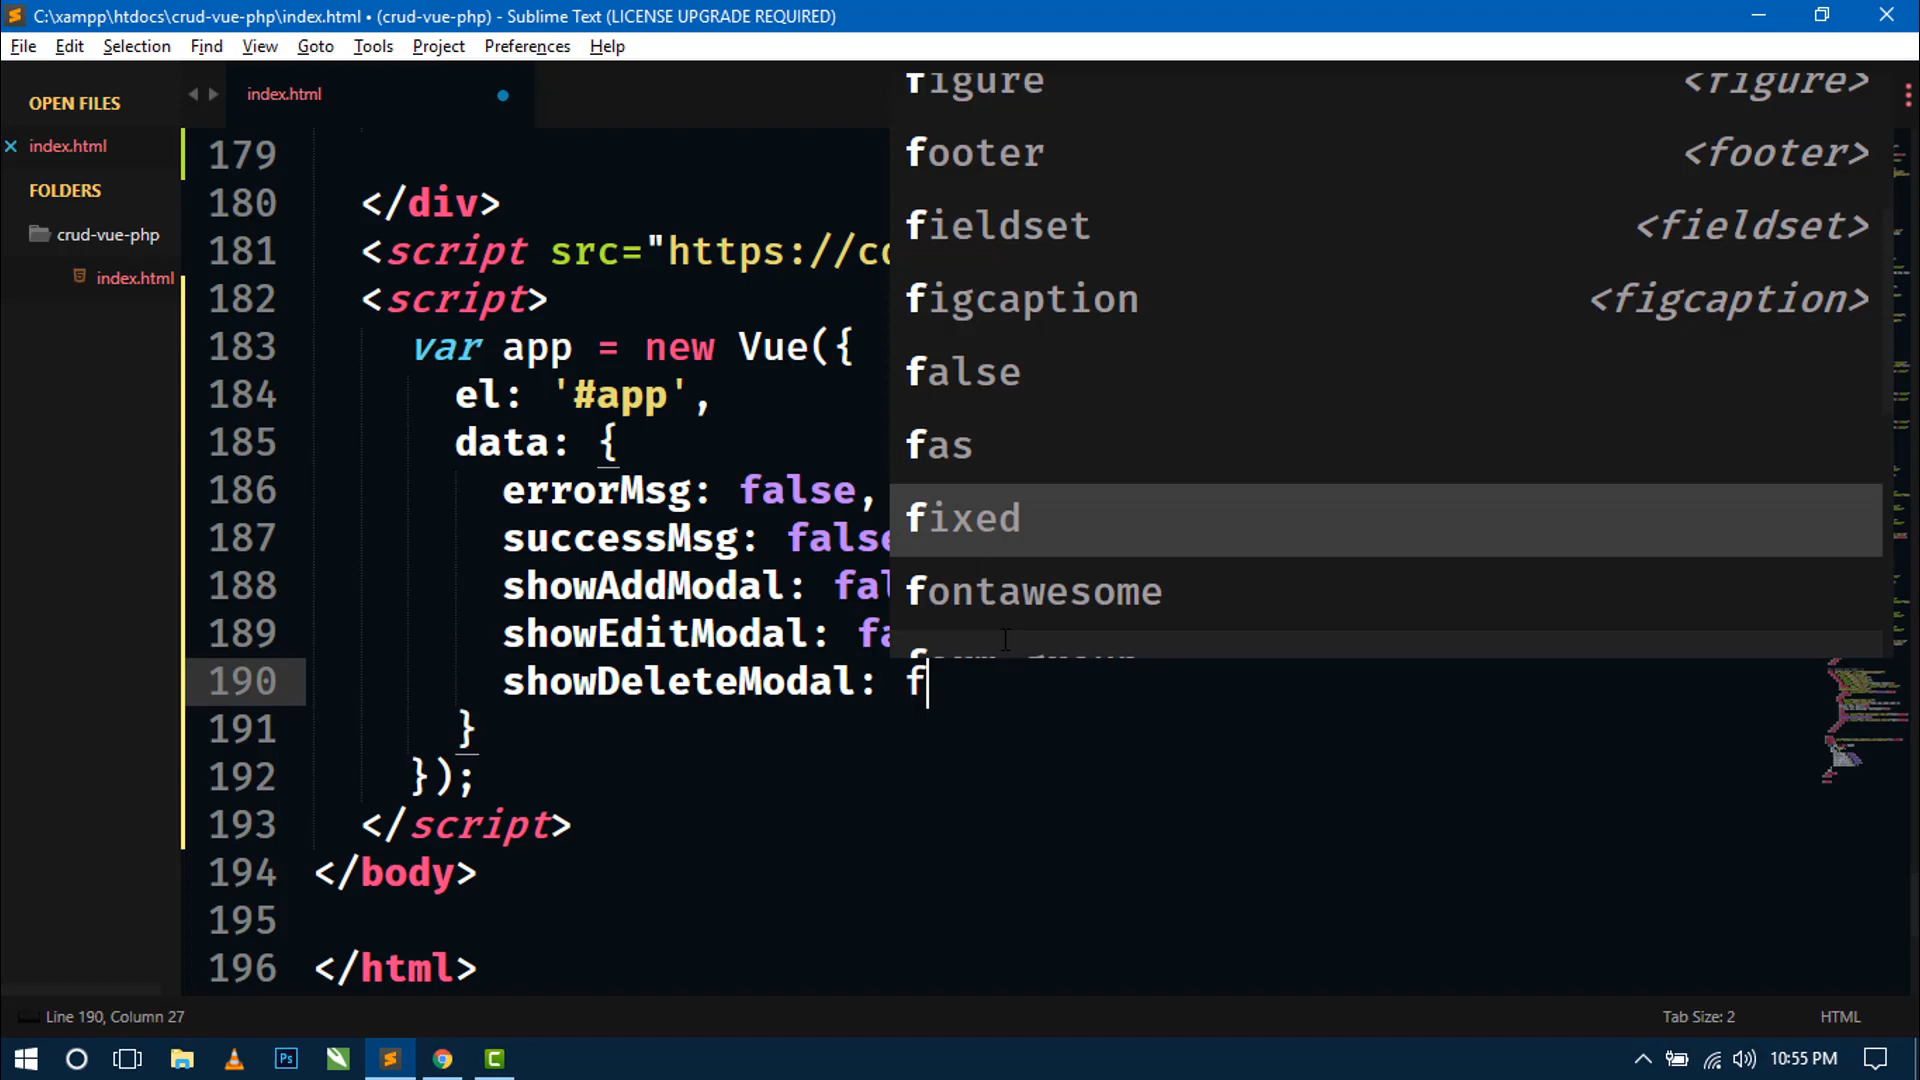 C:\xampp\htdocs\crud-vue-php\index.html • (crud-vue-php) - Sublime Text (LICENSE UPGRADE REQUIRED)
File Edit Selection Find View Goto Tools Project Preferences Help
OPEN FILES
index.html
FOLDERS
crud-vue-php
index.html
index.html
179
180 </div>
181 <script src="https://c
182 <script>
183 var app = new Vue({
184 el: '#app',
185 data: {
186 errorMsg: false,
187 successMsg: false
188 showAddModal: fal
189 showEditModal: fa
190 showDeleteModal: f
191 }
192 });
193 </script>
194 </body>
195
196 </html>
figure <figure>
footer <footer>
fieldset <fieldset>
figcaption <figcaption>
false
fas
fixed
fontawesome
Line 190, Column 27
Tab Size: 2
HTML
Ps
C
10:55 PM